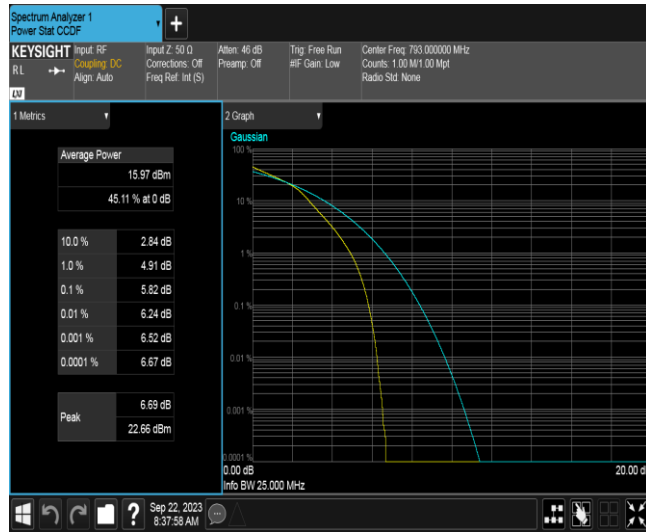 Spectrum Analyzer 1
Power Stat CCDF
+
KEYSIGHT
RL
LXI
Input: RF
Coupling: DC
Align: Auto
Input Z: 50 Ω
Corrections: Off
Freq Ref: Int (S)
Atten: 46 dB
Preamp: Off
Trig: Free Run
#IF Gain: Low
Center Freq: 793.000000 MHz
Counts: 1.00 M/1.00 Mpt
Radio Std: None
1 Metrics
Average Power
15.97 dBm
45.11 % at 0 dB
10.0 % 2.84 dB
1.0 % 4.91 dB
0.1 % 5.82 dB
0.01 % 6.24 dB
0.001 % 6.52 dB
0.0001 % 6.67 dB
Peak
6.69 dB
22.66 dBm
2 Graph
Gaussian
100 %
10 %
1 %
0.1 %
0.01 %
0.001 %
0.0001 %
0.00 dB
20.00 d
Info BW 25.000 MHz
?
Sep 22, 2023
8:37:58 AM